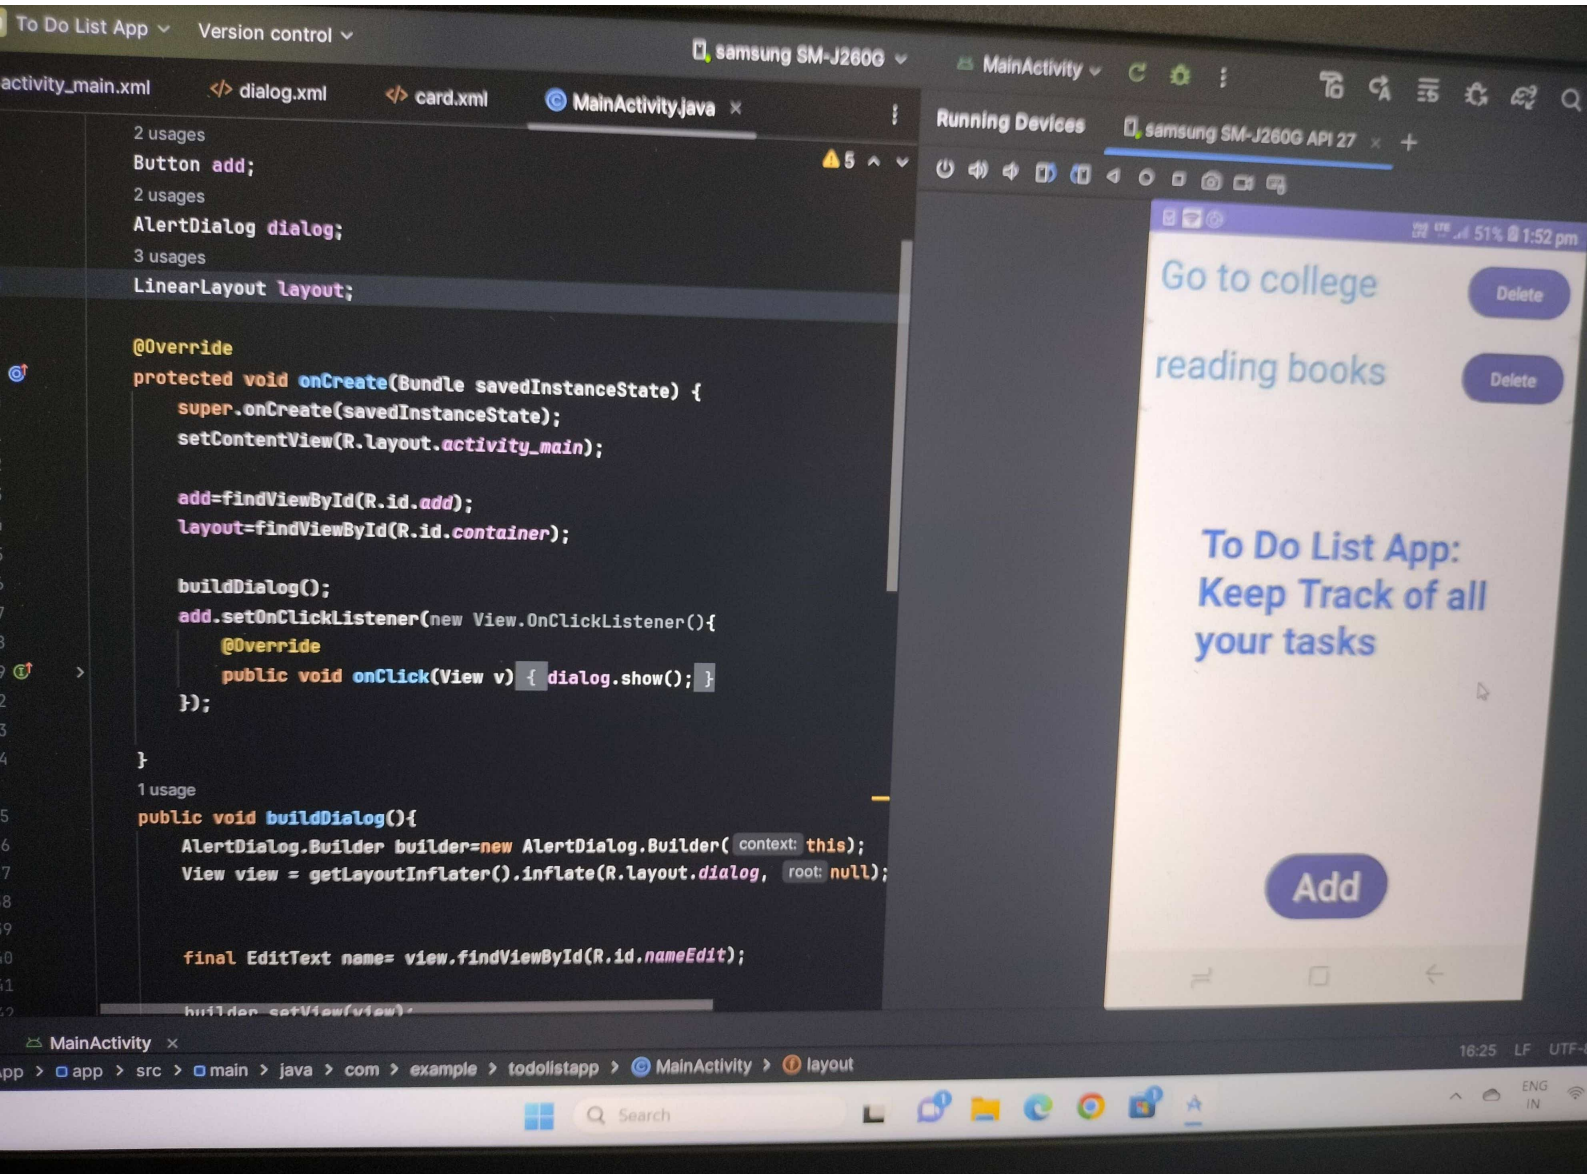 To Do List App
Version control
samsung SM-J260G
MainActivity
activity_main.xml
dialog.xml
card.xml
MainActivity.java
5
2 usages
Button add;
2 usages
AlertDialog dialog;
3 usages
LinearLayout layout;
@Override
protected void onCreate(Bundle savedInstanceState) {
super.onCreate(savedInstanceState);
setContentView(R.layout.activity_main);
add=findViewById(R.id.add);
layout=findViewById(R.id.container);
buildDialog();
add.setOnClickListener(new View.OnClickListener(){
@Override
public void onClick(View v) { dialog.show(); }
});
}
1 usage
public void buildDialog(){
AlertDialog.Builder builder=new AlertDialog.Builder( context: this);
View view = getLayoutInflater().inflate(R.layout.dialog, root: null);
final EditText name= view.findViewById(R.id.nameEdit);
builder.setView(view);
Running Devices
samsung SM-J260G API 27
51% 1:52 pm
Go to college
Delete
reading books
Delete
To Do List App:
Keep Track of all
your tasks
Add
MainActivity
app > src > main > java > com > example > todolistapp > MainActivity > layout
16:25 LF UTF-
Search
ENG
IN